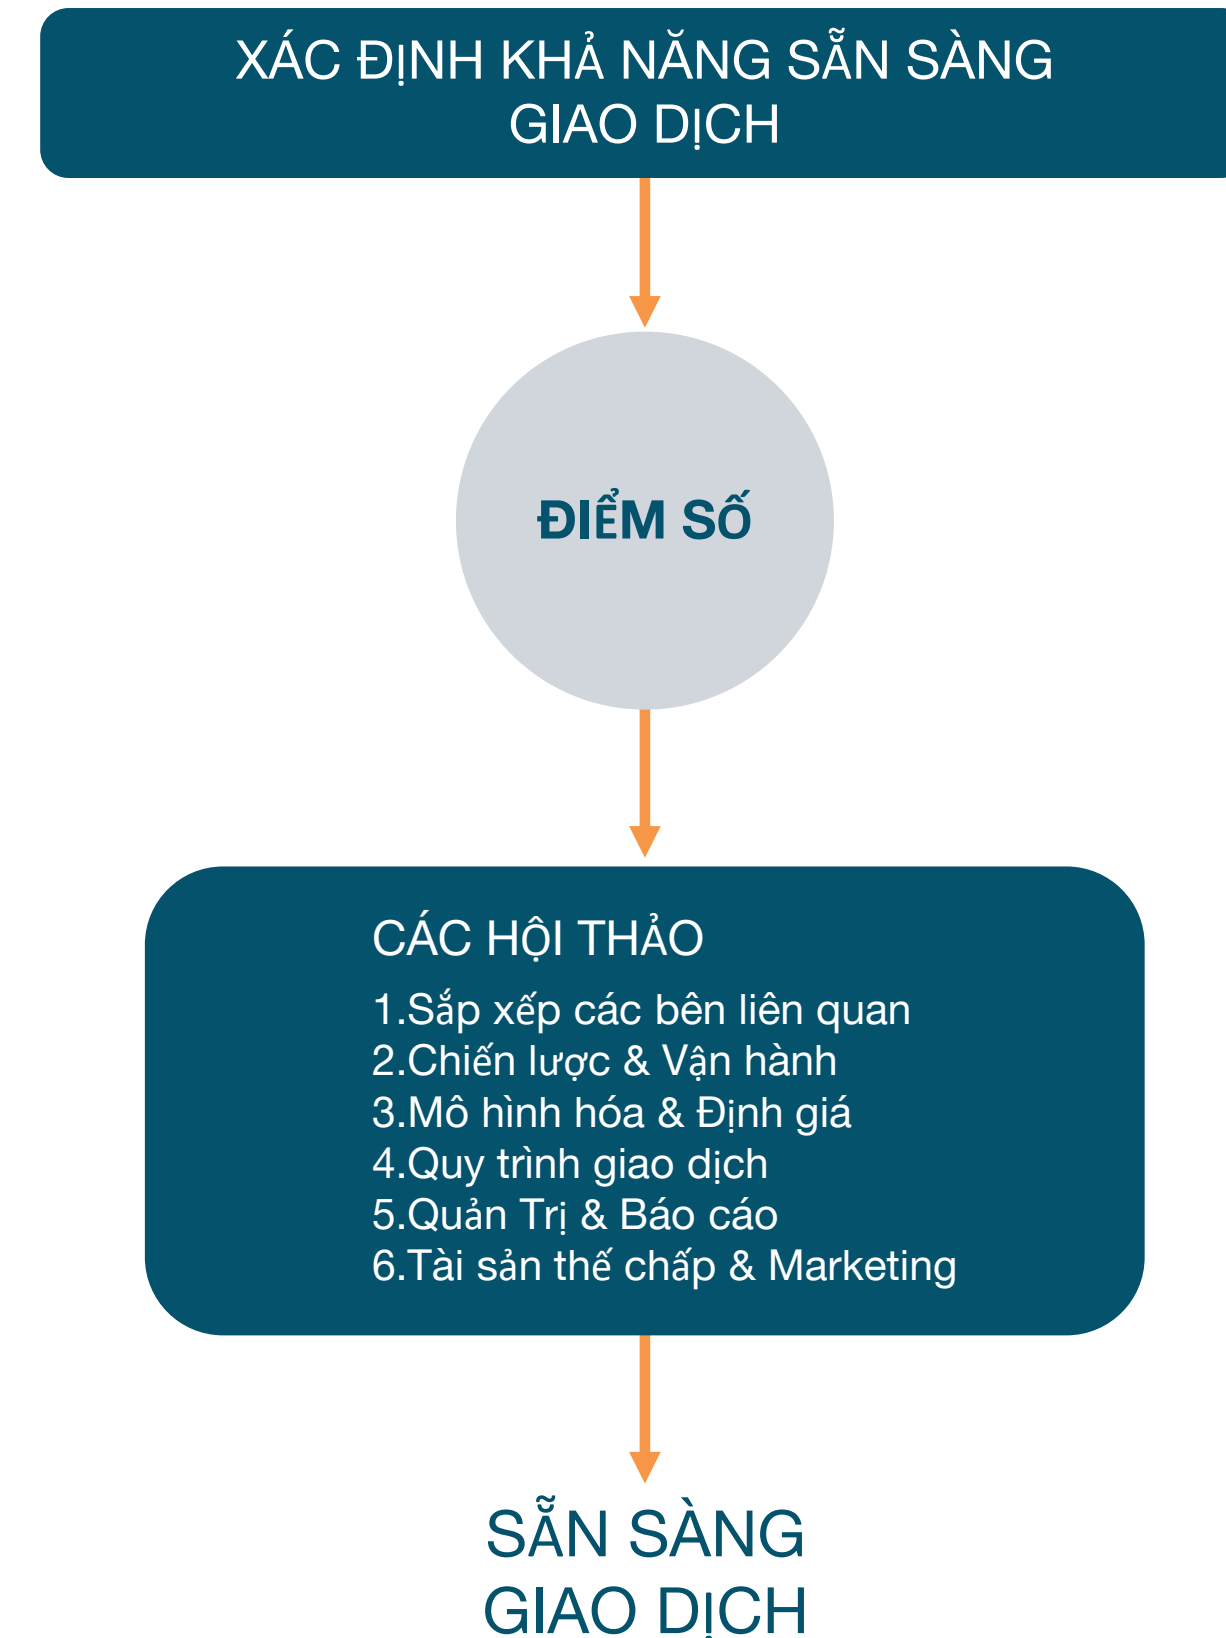 XÁC ĐỊNH KHẢ NĂNG SẴN SÀNG
GIAO DỊCH
ĐIỂM SỐ
CÁC HỘI THẢO
1.Sắp xếp các bên liên quan
2.Chiến lược & Vận hành
3.Mô hình hóa & Định giá
4.Quy trình giao dịch
5.Quản Trị & Báo cáo
6.Tài sản thế chấp & Marketing
SẴN SÀNG
GIAO DỊCH